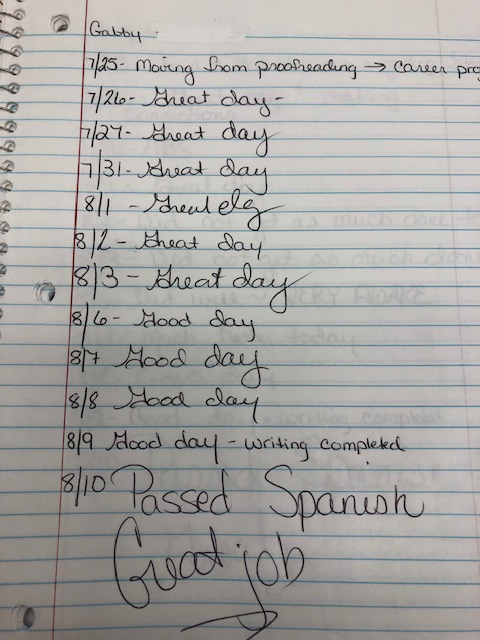 Gabby
7/25- Moving from proofreading → career pro
7/26- Great day-
7/27- Great day
7/31- Great day
8/1 - Great
8/2 - Great day
8/3 - Great day
8/6- Good day
8/7 Good day
8/8 Good day
8/9 Good day - writing completed
8/10 Passed Spanish
Great job